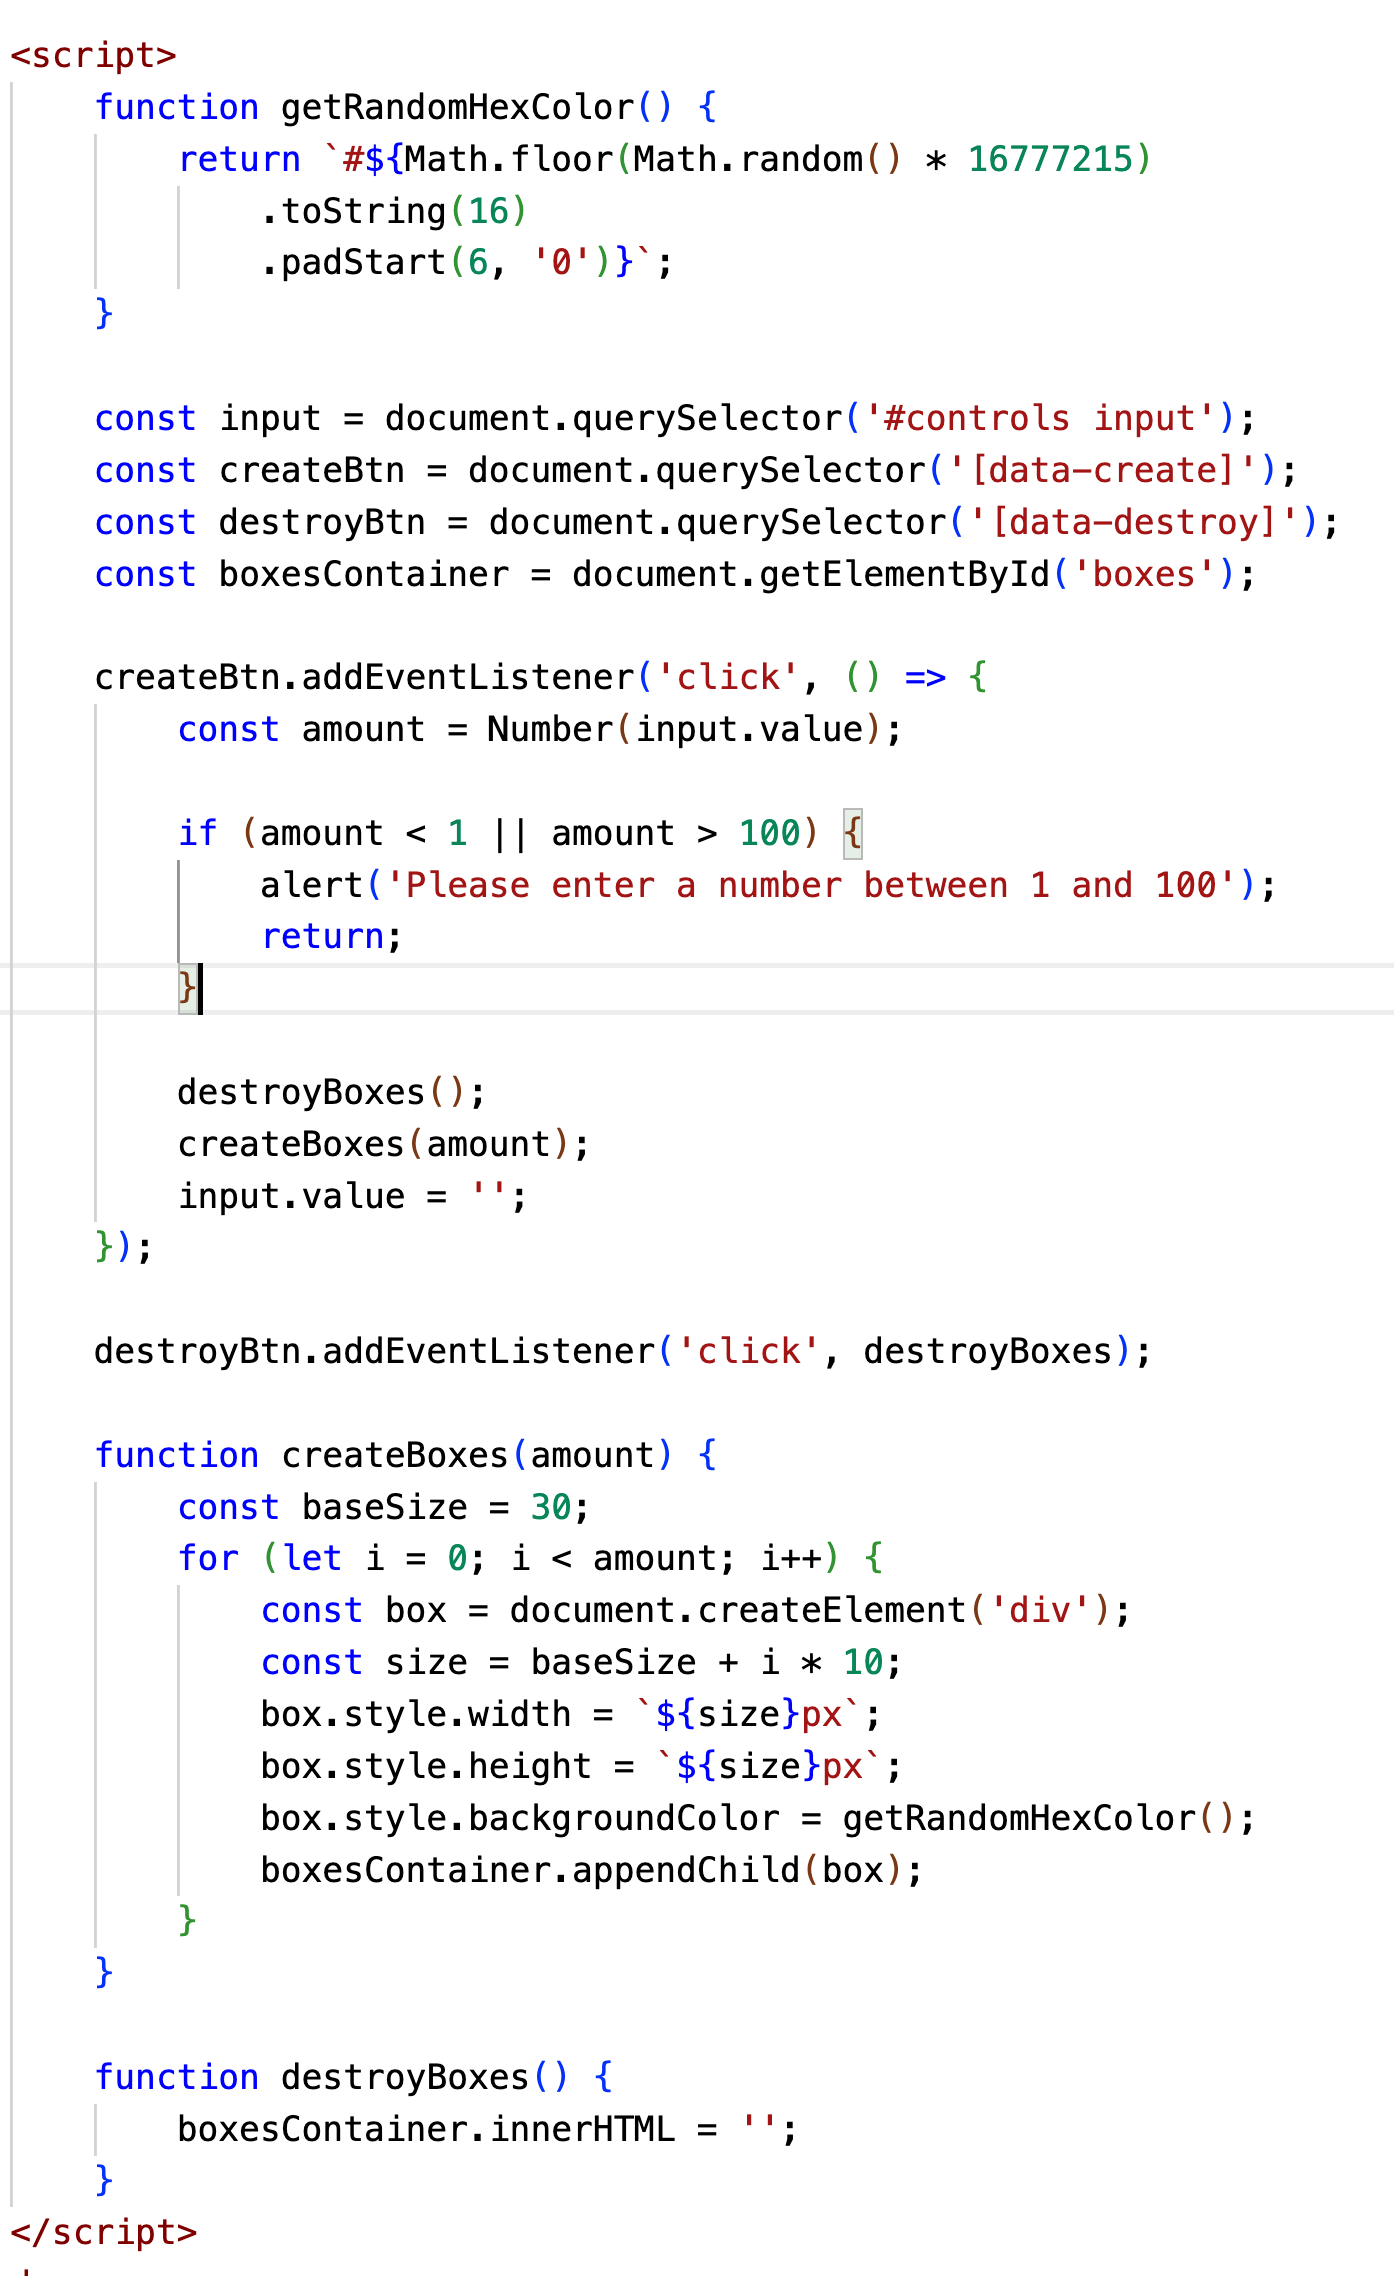 <script>
    function getRandomHexColor() {
        return `#${Math.floor(Math.random() * 16777215)
            .toString(16)
            .padStart(6, '0')}`;
    }

    const input = document.querySelector('#controls input');
    const createBtn = document.querySelector('[data-create]');
    const destroyBtn = document.querySelector('[data-destroy]');
    const boxesContainer = document.getElementById('boxes');

    createBtn.addEventListener('click', () => {
        const amount = Number(input.value);

        if (amount < 1 || amount > 100) {
            alert('Please enter a number between 1 and 100');
            return;
        }

        destroyBoxes();
        createBoxes(amount);
        input.value = '';
    });

    destroyBtn.addEventListener('click', destroyBoxes);

    function createBoxes(amount) {
        const baseSize = 30;
        for (let i = 0; i < amount; i++) {
            const box = document.createElement('div');
            const size = baseSize + i * 10;
            box.style.width = `${size}px`;
            box.style.height = `${size}px`;
            box.style.backgroundColor = getRandomHexColor();
            boxesContainer.appendChild(box);
        }
    }

    function destroyBoxes() {
        boxesContainer.innerHTML = '';
    }
</script>